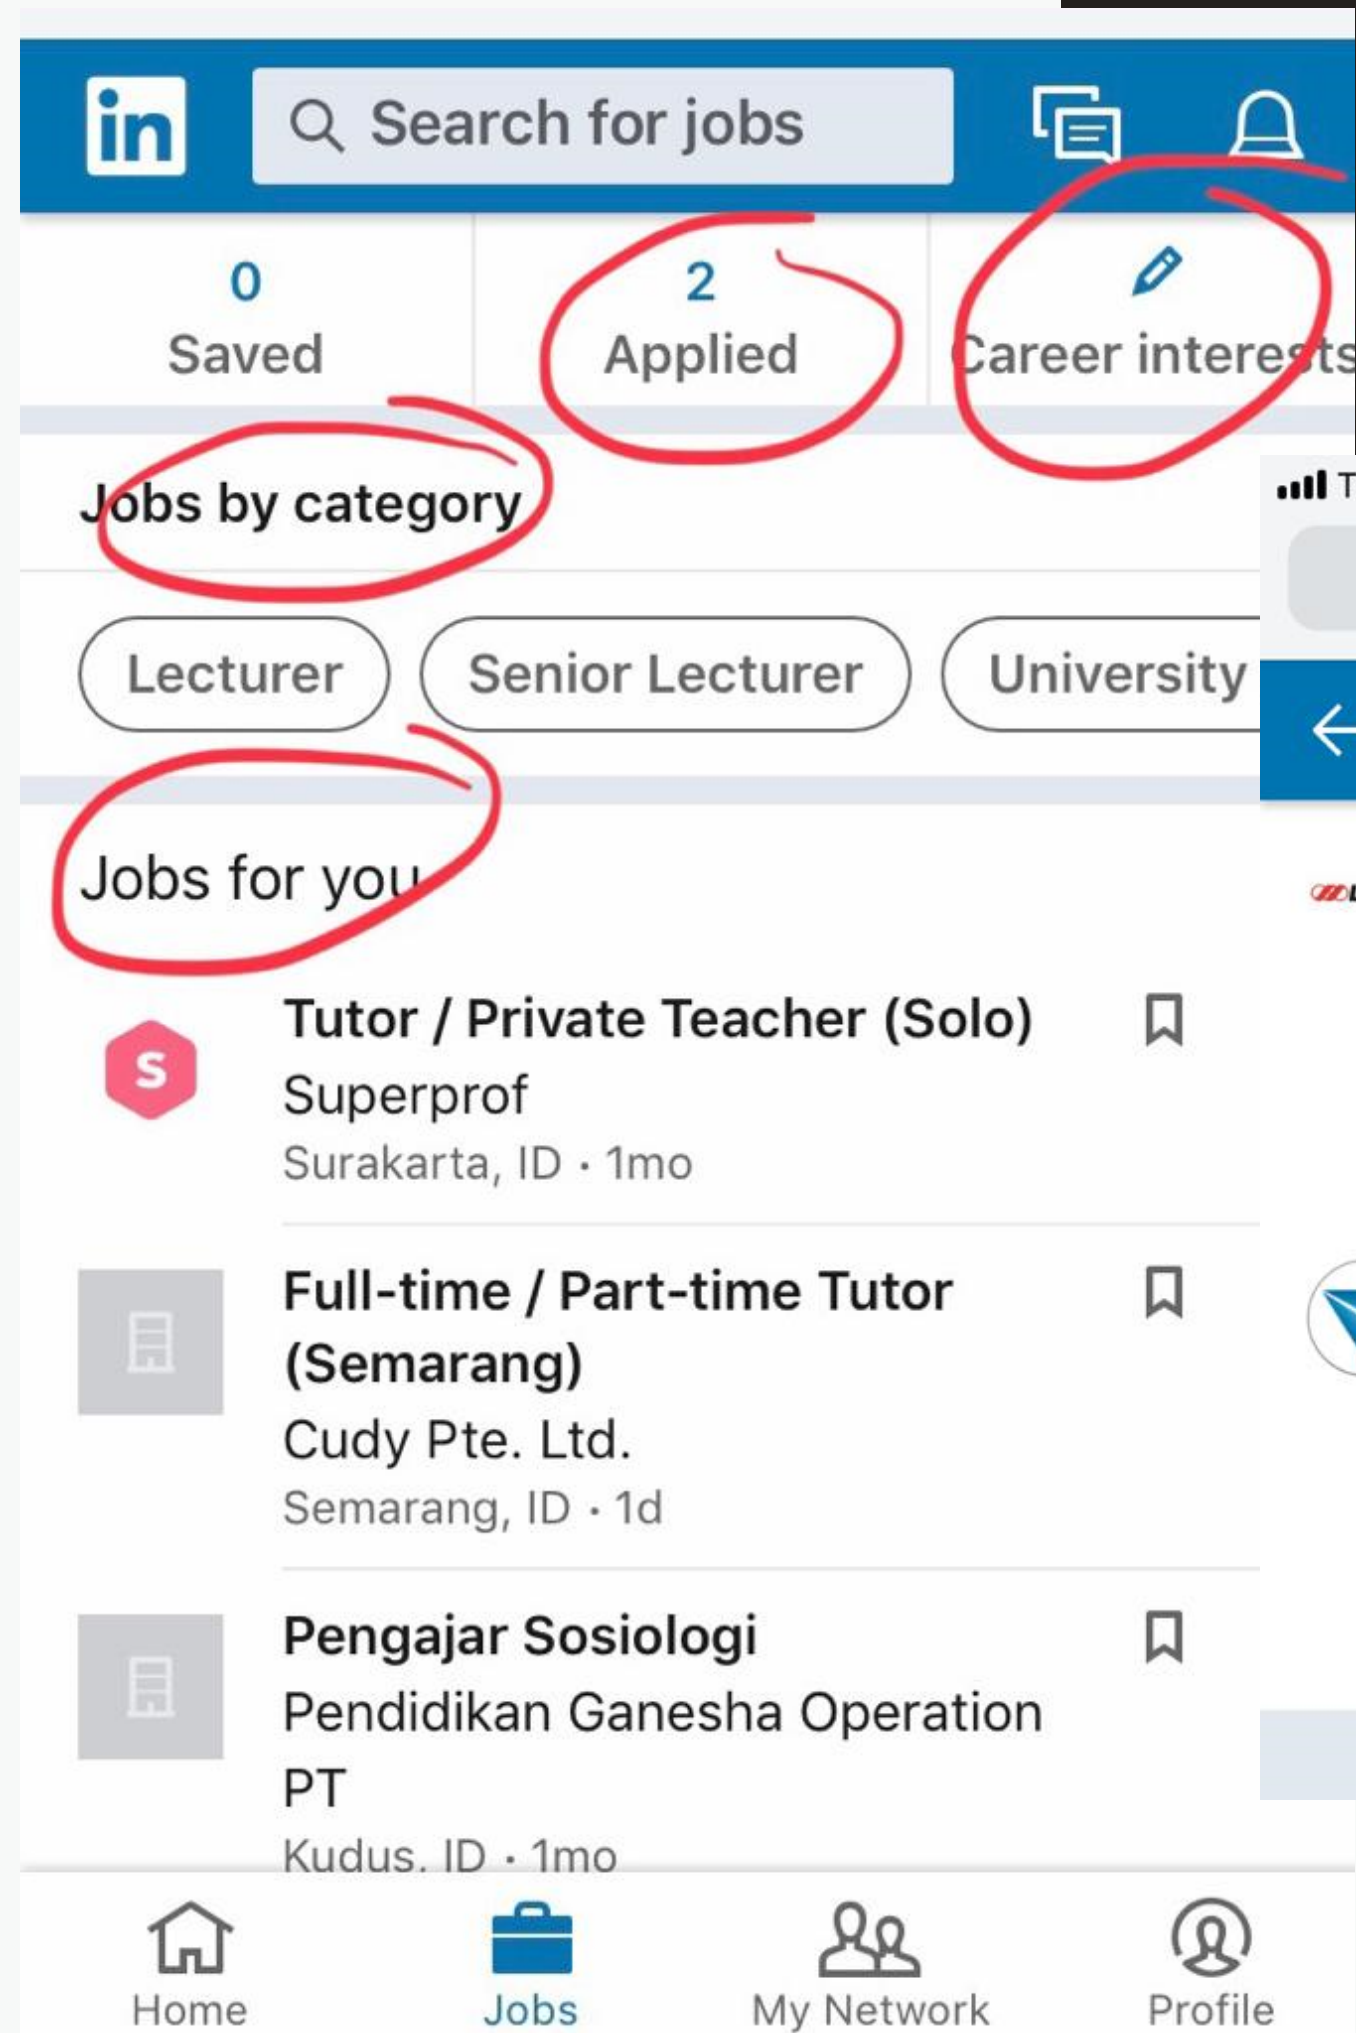 in
Search for jobs
0
Saved
2
Applied
Career interests
Jobs by category
Lecturer
Senior Lecturer
University
Jobs for you
S
Tutor / Private Teacher (Solo)
Superprof
Surakarta, ID · 1mo
Full-time / Part-time Tutor
(Semarang)
Cudy Pte. Ltd.
Semarang, ID · 1d
Pengajar Sosiologi
Pendidikan Ganesha Operation
PT
Kudus, ID · 1mo
Home
Jobs
My Network
Profile